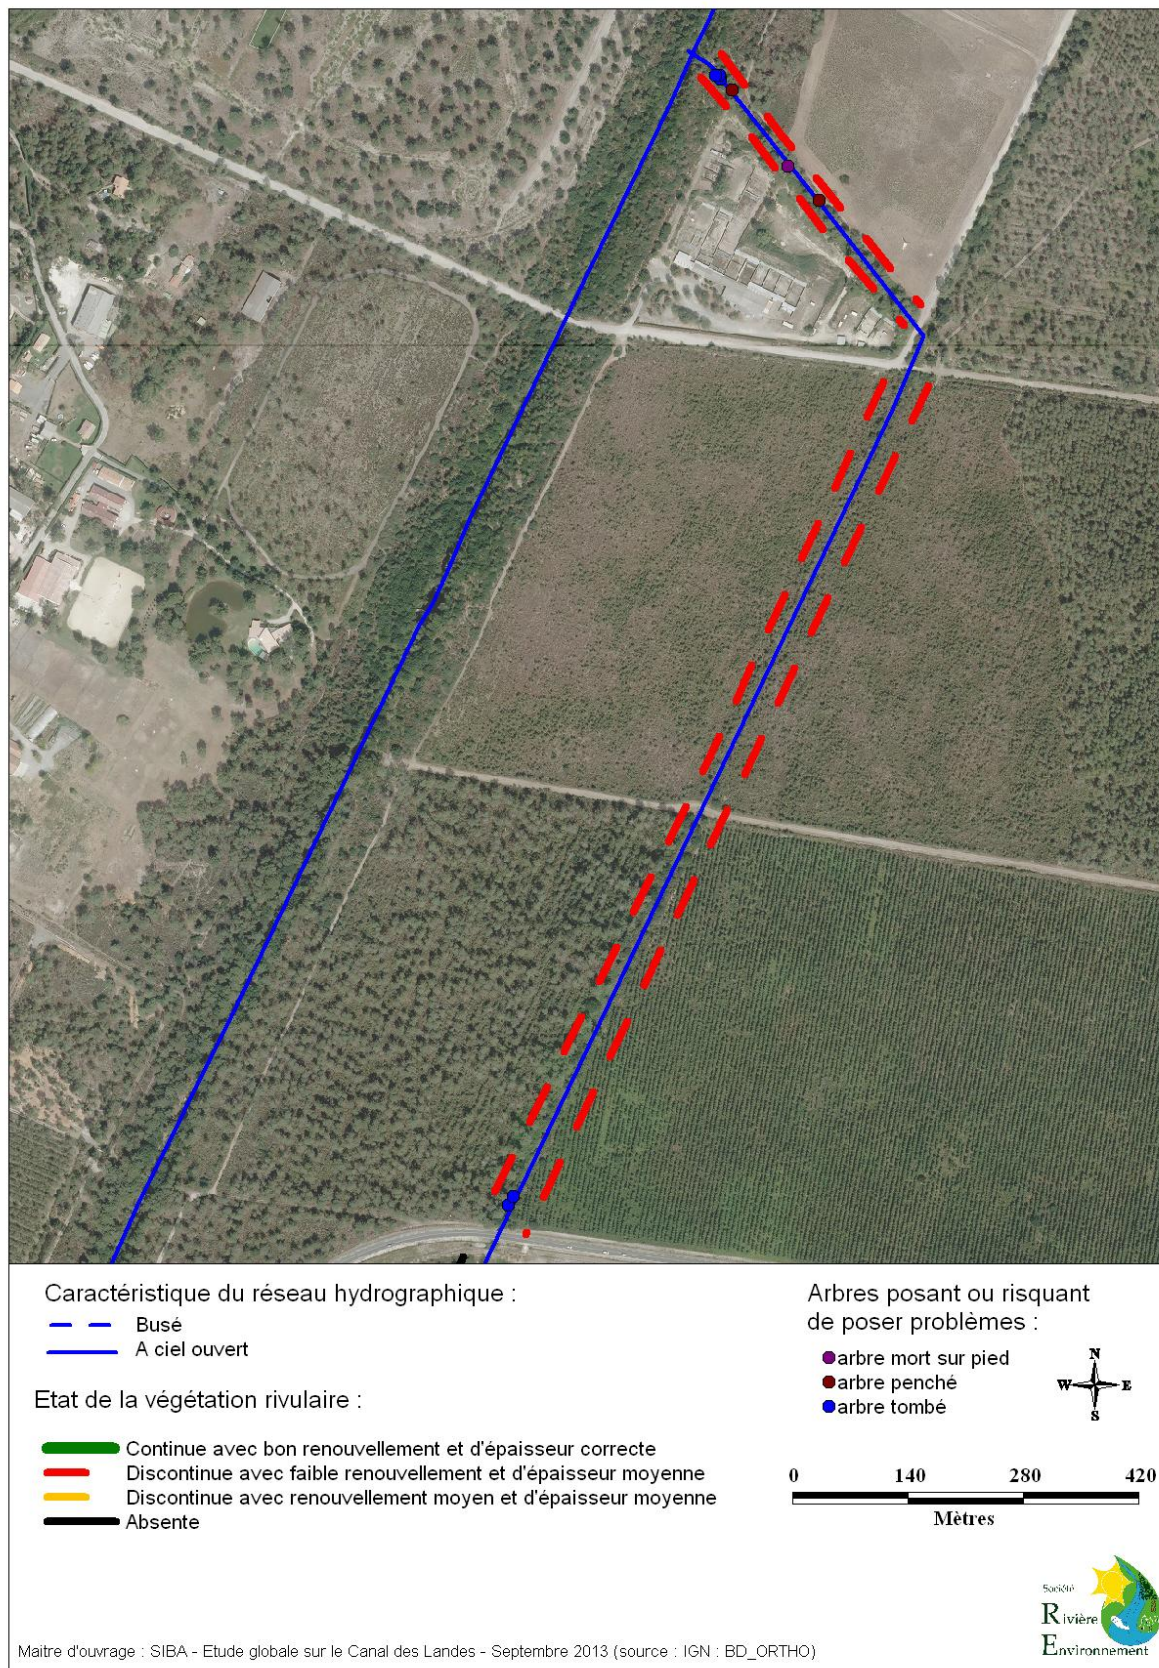 Caractéristique du réseau hydrographique :
Busé
A ciel ouvert
Etat de la végétation rivulaire :
Continue avec bon renouvellement et d'épaisseur correcte
Discontinue avec faible renouvellement et d'épaisseur moyenne
Discontinue avec renouvellement moyen et d'épaisseur moyenne
Absente
Arbres posant ou risquant
de poser problèmes :
arbre mort sur pied
arbre penché
arbre tombé
N
W E
S
0 140 280 420
Mètres
Société
Rivière
Environnement
Maitre d'ouvrage : SIBA - Etude globale sur le Canal des Landes - Septembre 2013 (source : IGN : BD_ORTHO)